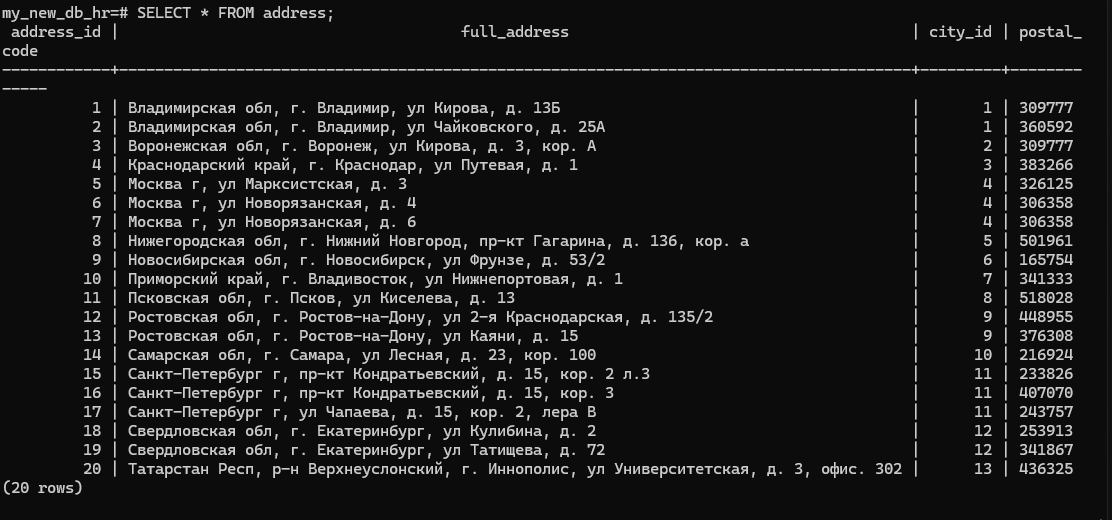 my_new_db_hr=# SELECT * FROM address;
 address_id |                                      full_address                                       | city_id | postal_
code
------------+-----------------------------------------------------------------------------------------+---------+--------
-----
          1 | Владимирская обл, г. Владимир, ул Кирова, д. 13Б                                        |       1 | 309777
          2 | Владимирская обл, г. Владимир, ул Чайковского, д. 25А                                   |       1 | 360592
          3 | Воронежская обл, г. Воронеж, ул Кирова, д. 3, кор. А                                    |       2 | 309777
          4 | Краснодарский край, г. Краснодар, ул Путевая, д. 1                                      |       3 | 383266
          5 | Москва г, ул Марксистская, д. 3                                                         |       4 | 326125
          6 | Москва г, ул Новорязанская, д. 4                                                        |       4 | 306358
          7 | Москва г, ул Новорязанская, д. 6                                                        |       4 | 306358
          8 | Нижегородская обл, г. Нижний Новгород, пр-кт Гагарина, д. 136, кор. а                   |       5 | 501961
          9 | Новосибирская обл, г. Новосибирск, ул Фрунзе, д. 53/2                                   |       6 | 165754
         10 | Приморский край, г. Владивосток, ул Нижнепортовая, д. 1                                 |       7 | 341333
         11 | Псковская обл, г. Псков, ул Киселева, д. 13                                             |       8 | 518028
         12 | Ростовская обл, г. Ростов-на-Дону, ул 2-я Краснодарская, д. 135/2                       |       9 | 448955
         13 | Ростовская обл, г. Ростов-на-Дону, ул Каяни, д. 15                                      |       9 | 376308
         14 | Самарская обл, г. Самара, ул Лесная, д. 23, кор. 100                                    |      10 | 216924
         15 | Санкт-Петербург г, пр-кт Кондратьевский, д. 15, кор. 2 л.3                              |      11 | 233826
         16 | Санкт-Петербург г, пр-кт Кондратьевский, д. 15, кор. 3                                  |      11 | 407070
         17 | Санкт-Петербург г, ул Чапаева, д. 15, кор. 2, лера В                                    |      11 | 243757
         18 | Свердловская обл, г. Екатеринбург, ул Кулибина, д. 2                                    |      12 | 253913
         19 | Свердловская обл, г. Екатеринбург, ул Татищева, д. 72                                   |      12 | 341867
         20 | Татарстан Респ, р-н Верхнеуслонский, г. Иннополис, ул Университетская, д. 3, офис. 302 |      13 | 436325
(20 rows)